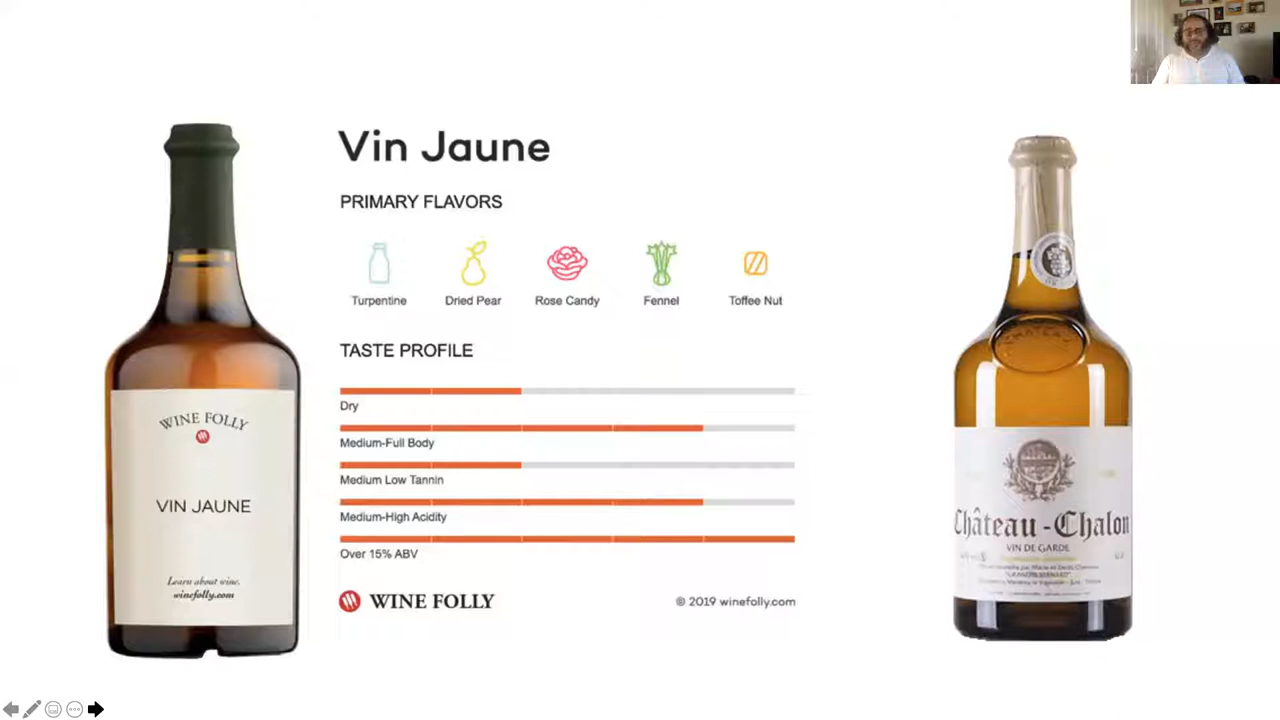 Vin Jaune
PRIMARY FLAVORS
Turpentine
Dried Pear
Rose Candy
Fennel
Toffee Nut
TASTE PROFILE
Dry
Medium-Full Body
Medium Low Tannin
Medium-High Acidity
Over 15% ABV
WINE FOLLY
© 2019 winefolly.com
WINE FOLLY
VIN JAUNE
Learn about wine.
winefolly.com
CHATEAU
Château-Chalon
VIN DE GARDE